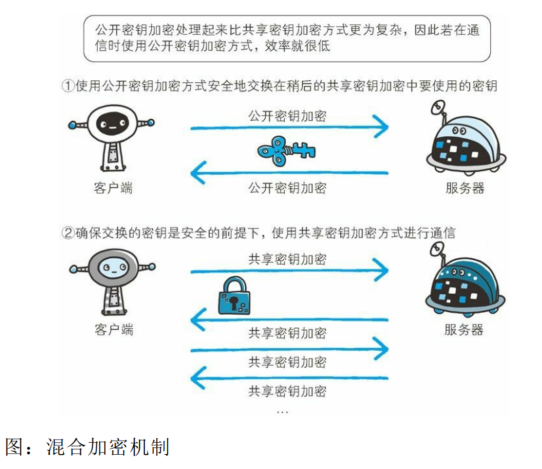 公开密钥加密处理起来比共享密钥加密方式更为复杂，因此若在通
信时使用公开密钥加密方式，效率就很低
①使用公开密钥加密方式安全地交换在稍后的共享密钥加密中要使用的密钥
公开密钥加密
公开密钥加密
客户端
服务器
②确保交换的密钥是安全的前提下，使用共享密钥加密方式进行通信
共享密钥加密
客户端
服务器
共享密钥加密
共享密钥加密
共享密钥加密
…
图：混合加密机制